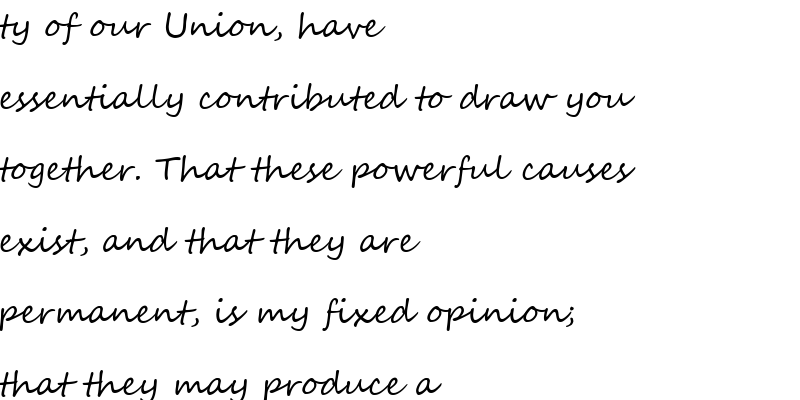 ty of our Union, have
essentially contributed to draw you
together. That these powerful causes
exist, and that they are
permanent, is my fixed opinion;
that they may produce a